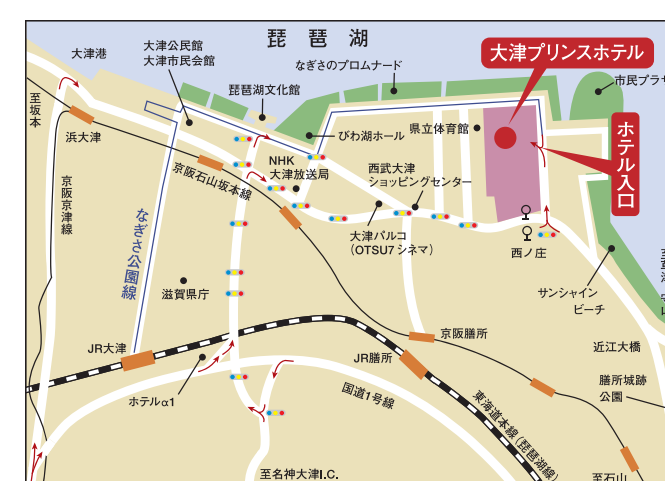 琵琶湖
大津港
大津公民館
大津市民会館
なぎさのプロムナード
大津プリンスホテル
琵琶湖文化館
市民プラザ
至坂本
浜大津
びわ湖ホール
県立体育館
ホテル入口
NHK
大津放送局
西武大津
ショッピングセンター
京阪石山坂本線
京阪京津線
なぎさ公園線
大津パルコ
(OTSU7 シネマ)
西ノ庄
滋賀県庁
サンシャイン
ビーチ
京阪膳所
近江大橋
JR大津
JR膳所
膳所城跡
公園
ホテルα1
国道1号線
東海道本線(琵琶湖線)
至名神大津I.C.
至石山